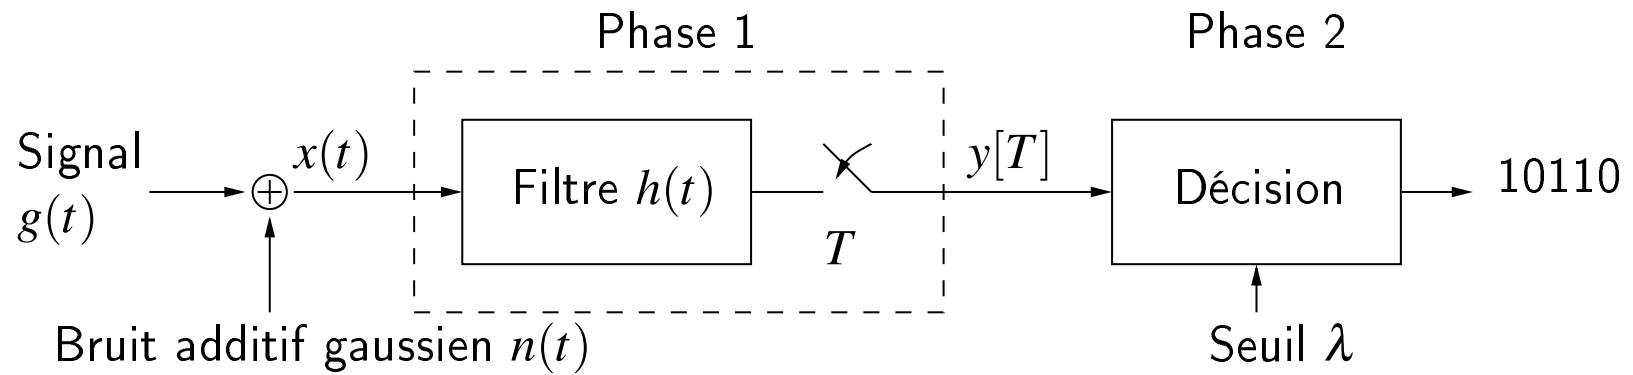 Phase 1
Phase 2
Signal
g(t)
x(t)
Filtre h(t)
T
y[T]
Décision
10110
Bruit additif gaussien n(t)
Seuil λ